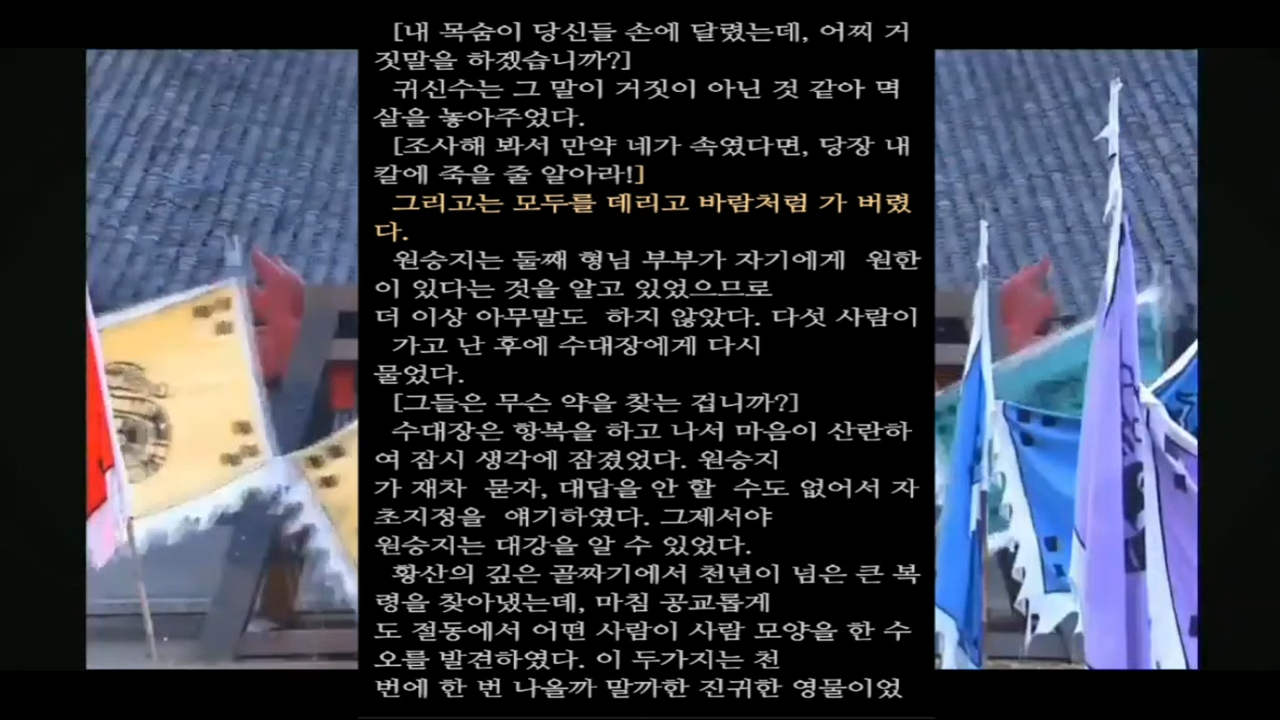 [내 목숨이 당신들 손에 달렸는데, 어찌 거
짓말을 하겠습니까?]
귀신수는 그 말이 거짓이 아닌 것 같아 멱
살을 놓아주었다.
[조사해 봐서 만약 네가 속였다면, 당장 내
칼에 죽을 줄 알아라!]
그리고는 모두를 데리고 바람처럼 가 버렸
다.
원승지는 둘째 형님 부부가 자기에게 원한
이 있다는 것을 알고 있었으므로
더 이상 아무말도 하지 않았다. 다섯 사람이
가고 난 후에 수대장에게 다시
물었다.
[그들은 무슨 약을 찾는 겁니까?]
수대장은 항복을 하고 나서 마음이 산란하
여 잠시 생각에 잠겼었다. 원승지
가 재차 묻자, 대답을 안 할 수도 없어서 자
초지정을 얘기하였다. 그제서야
원승지는 대강을 알 수 있었다.
황산의 깊은 골짜기에서 천년이 넘은 큰 복
령을 찾아냈는데, 마침 공교롭게
도 절동에서 어떤 사람이 사람 모양을 한 수
오를 발견하였다. 이 두가지는 천
번에 한 번 나올까 말까한 진귀한 영물이었